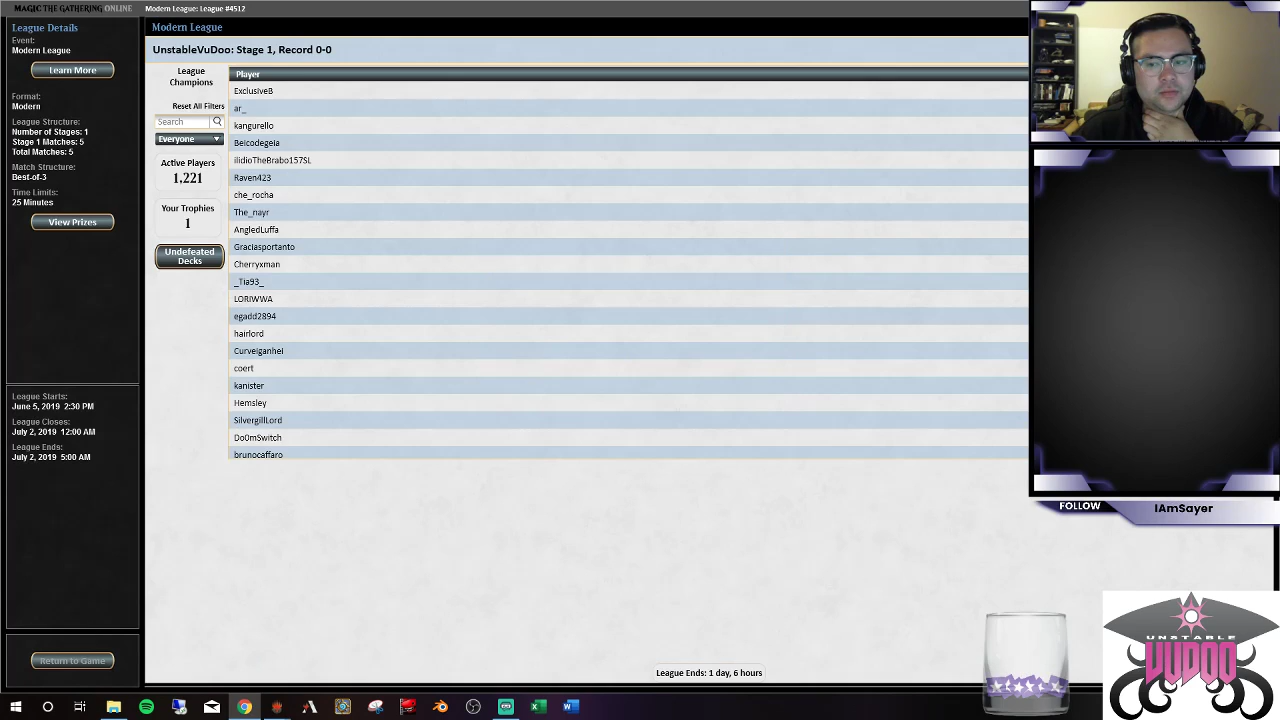 MAGIC THE GATHERING ONLINE
Modern League: League #4512
League Details
Event:
Modern League
Learn More
Format:
Modern
League Structure:
Number of Stages: 1
Stage 1 Matches: 5
Total Matches: 5
Match Structure:
Best-of-3
Time Limits:
25 Minutes
View Prizes
League Starts:
June 5, 2019 2:30 PM
League Closes:
July 2, 2019 12:00 AM
League Ends:
July 2, 2019 5:00 AM
Return to Game
Modern League
UnstableVuDoo: Stage 1, Record 0-0
League
Champions
Reset All Filters
Search
Everyone
Active Players
1,221
Your Trophies
1
Undefeated
Decks
Player
ExclusiveB
ar_
kangurello
Beicodegeia
ilidioTheBrabo157SL
Raven423
che_rocha
The_nayr
AngledLuffa
Graciasportanto
Cherryxman
_Tia93_
LORIWWA
egadd2894
hairlord
Curveiganhei
coert
kanister
Hemsley
SilvergillLord
Do0mSwitch
brunocaffaro
League Ends: 1 day, 6 hours
FOLLOW
IAmSayer
UNSTABLE
VUDOO